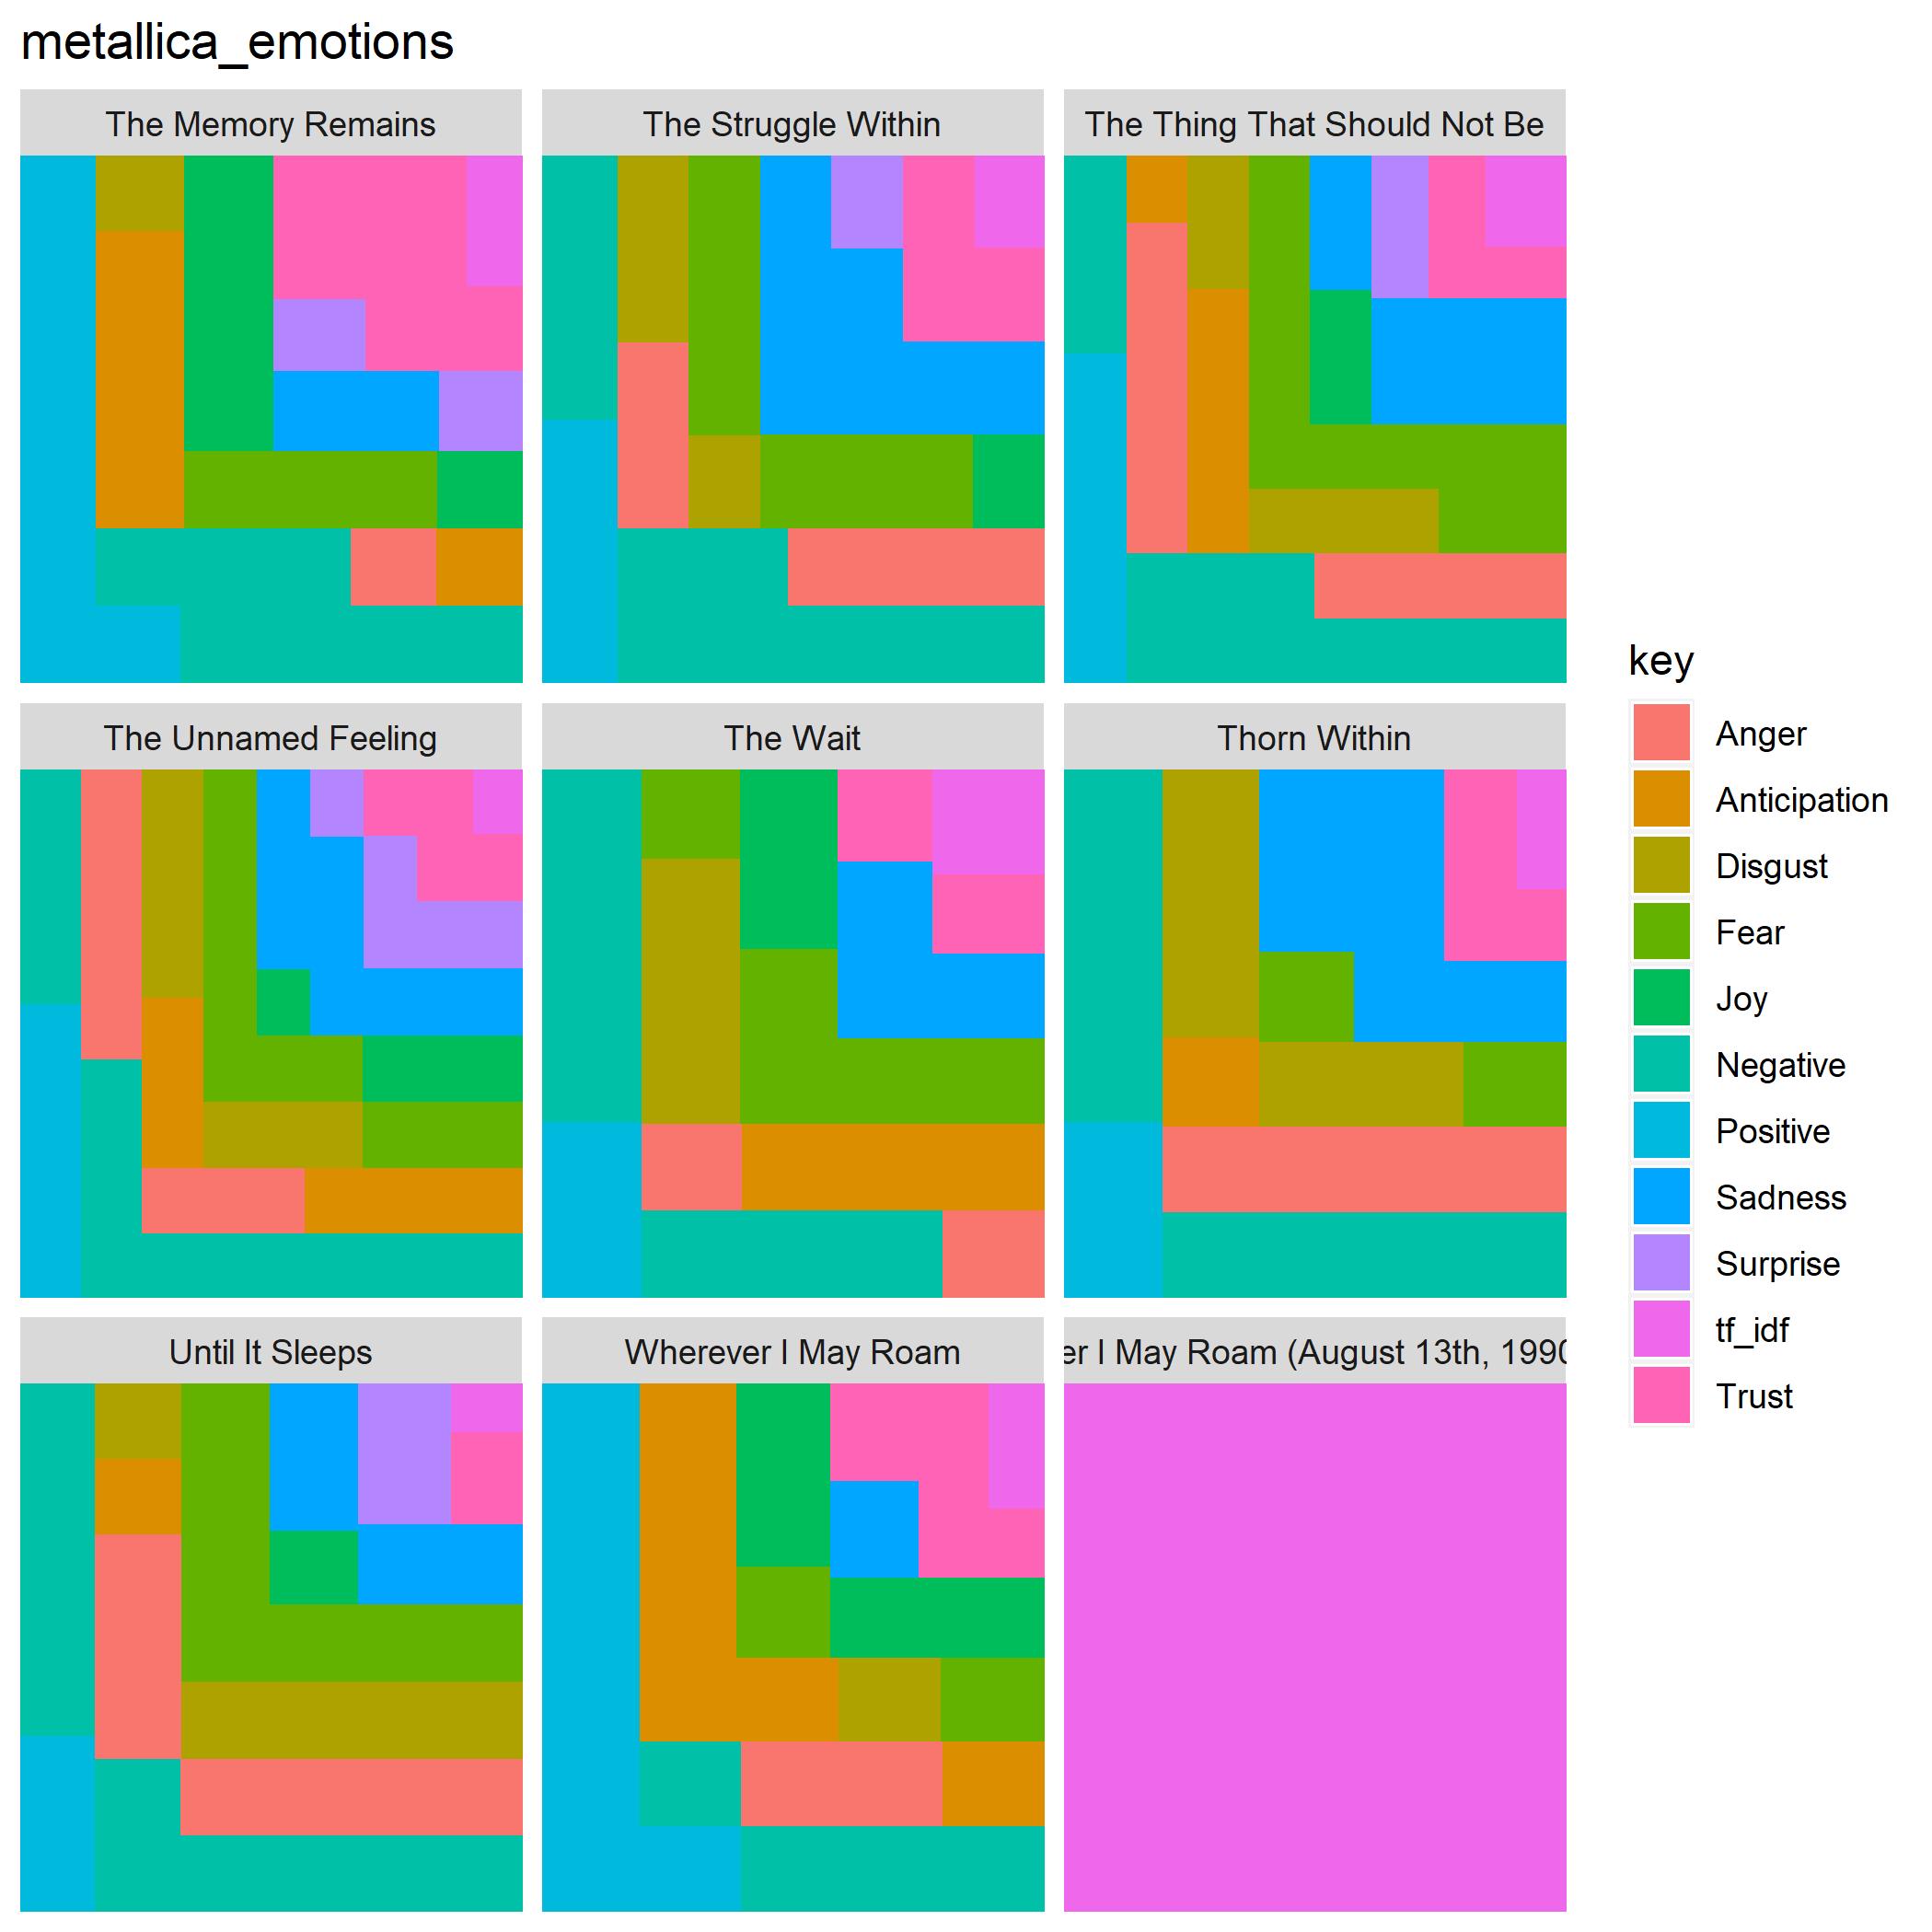 metallica_emotions
The Memory Remains
The Struggle Within
The Thing That Should Not Be
The Unnamed Feeling
The Wait
Thorn Within
Until It Sleeps
Wherever I May Roam
er I May Roam (August 13th, 1990
key
Anger
Anticipation
Disgust
Fear
Joy
Negative
Positive
Sadness
Surprise
tf_idf
Trust